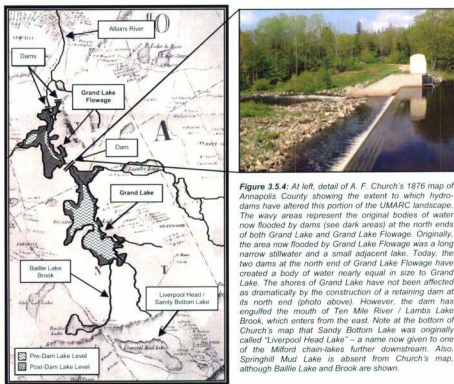 Allains River
Dams
Grand Lake
Flowage
Dam
Grand Lake
Baillie Lake
Brook
Liverpool Head /
Sandy Bottom Lake
Liverpool Head Lake
Pre-Dam Lake Level
Post-Dam Lake Level
Figure 3.5.4: At left, detail of A. F. Church's 1876 map of
Annapolis County showing the extent to which hydro-
dams have altered this portion of the UMARC landscape.
The wavy areas represent the original bodies of water
now flooded by dams (see dark areas) at the north ends
of both Grand Lake and Grand Lake Flowage. Originally,
the area now flooded by Grand Lake Flowage was a long
narrow stillwater and a small adjacent lake. Today, the
two dams at the north end of Grand Lake Flowage have
created a body of water nearly equal in size to Grand
Lake. The shores of Grand Lake have not been affected
as dramatically by the construction of a retaining dam at
its north end (photo above). However, the dam has
engulfed the mouth of Ten Mile River / Lambs Lake
Brook, which enters from the east. Note at the bottom of
Church's map that Sandy Bottom Lake was originally
called "Liverpool Head Lake" – a name now given to one
of the Milford chain-lakes further downstream. Also,
Springhill Mud Lake is absent from Church's map,
although Baillie Lake and Brook are shown.